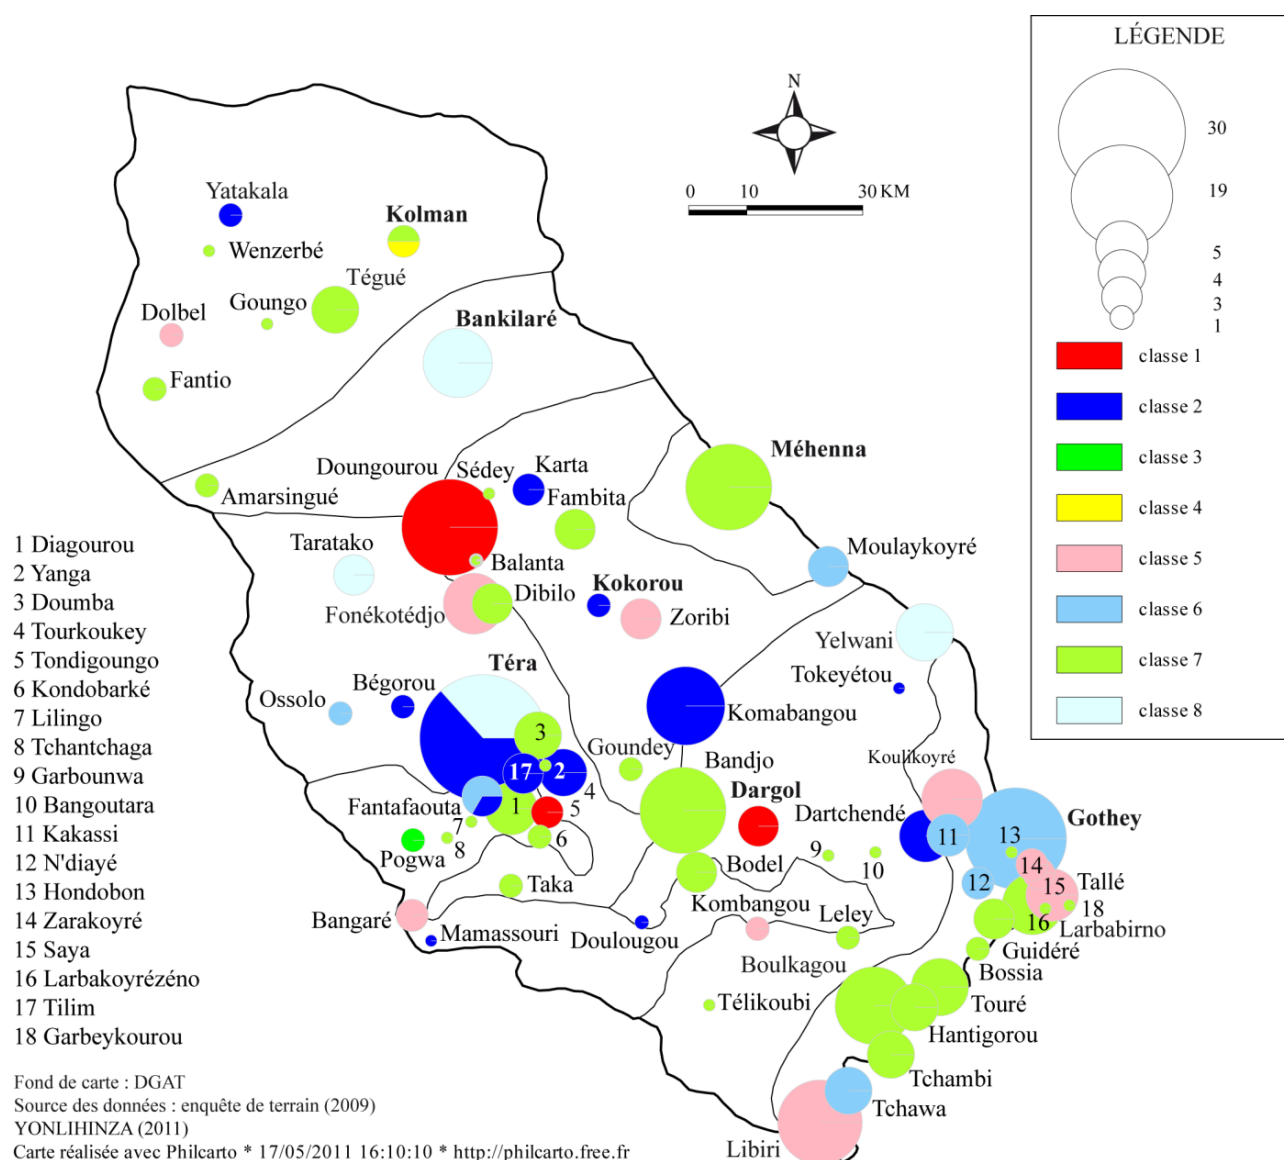 LÉGENDE
30
19
5
4
3
1
classe 1
classe 2
classe 3
classe 4
classe 5
classe 6
classe 7
classe 8
N
0 10 30 KM
Yatakala
Kolman
Wenzerbé
Tégué
Goungo
Dolbel
Bankilaré
Fantio
Méhenna
Doungourou
Sédey
Karta
Amarsingué
Fambita
Taratako
Balanta
Moulaykoyré
Fonékotédjo
Dibilo
Kokorou
Zoribi
Yelwani
Téra
Tokeyétou
Ossolo
Bégorou
Komabangou
3
Goundey
Bandjo
Koulikoyré
17
2
4
Fantafaouta
1
5
Dargol
Dartchendé
Gothey
7
8
6
Pogwa
9
10
11
13
Bodel
12
14
15
Tallé
18
Taka
Bangaré
Kombangou
Leley
16
Larbabirno
Mamassouri
Doulougou
Guidéré
Boulkagou
Bossia
Télikoubi
Touré
Hantigorou
Tchambi
Tchawa
Libiri
1 Diagourou
2 Yanga
3 Doumba
4 Tourkoukey
5 Tondigoungo
6 Kondobarké
7 Lilingo
8 Tchantchaga
9 Garbounwa
10 Bangoutara
11 Kakassi
12 N'diayé
13 Hondobon
14 Zarakoyré
15 Saya
16 Larbakoyrézéno
17 Tilim
18 Garbeykourou
Fond de carte : DGAT
Source des données : enquête de terrain (2009)
YONLIHINZA (2011)
Carte réalisée avec Philcarto * 17/05/2011 16:10:10 * http://philcarto.free.fr